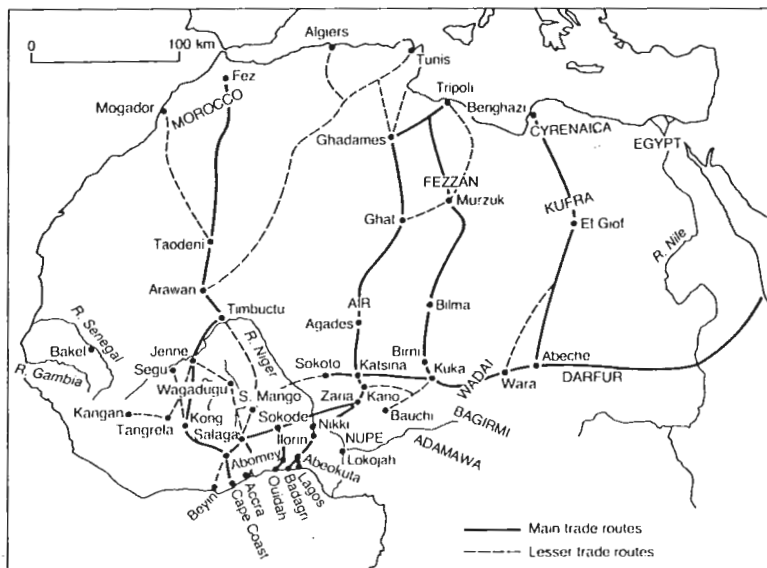 0 100 km
Algiers
Tunis
Fez
Tripoli
Benghazi
Mogador
MOROCCO
CYRENAICA
Ghadames
EGYPT
FEZZAN
Murzuk
KUFRA
Ghat
El Giof
R. Nile
Taodeni
Arawan
AIR
Bilma
Timbuctu
Agades
R. Senegal
Bakel
R. Niger
Jenne
Birni
Abeche
R. Gambia
Segu
Sokoto
Katsina
Kuka
WADAI
Wara
DARFUR
Wagadugu
S. Mango
Zaria
Kano
Kangan
Bauchi
BAGIRMI
Tangrela
Kong
Sokode
Salaga
Nikki
Ilorin
NUPE
ADAMAWA
Abomey
Lokojah
Abeokuta
Beyin
Cape Coast
Accra
Ouidah
Badagri
Lagos
Main trade routes
Lesser trade routes